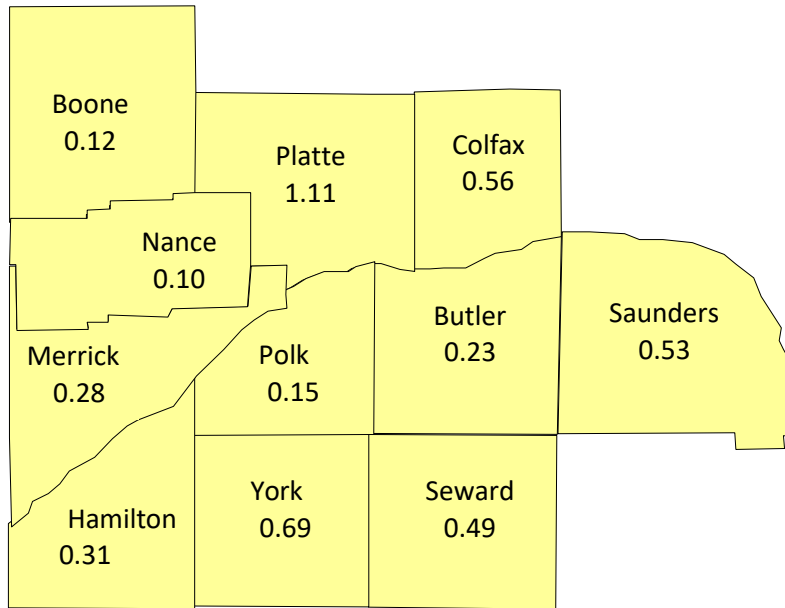 Boone
0.12
Platte
1.11
Colfax
0.56
Nance
0.10
Merrick
0.28
Polk
0.15
Butler
0.23
Saunders
0.53
Hamilton
0.31
York
0.69
Seward
0.49